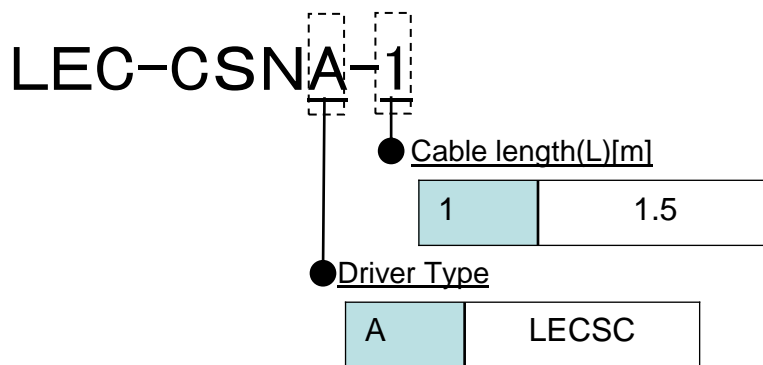 LEC-CSNA-1
Cable length(L)[m]
1 1.5
Driver Type
A LECSC